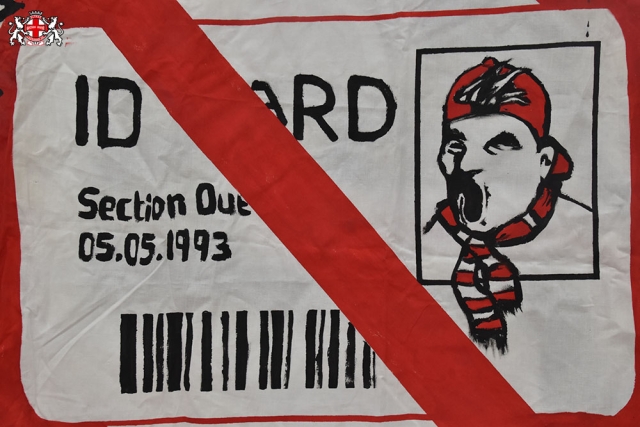 ID ARD
Section Oue
05.05.1993